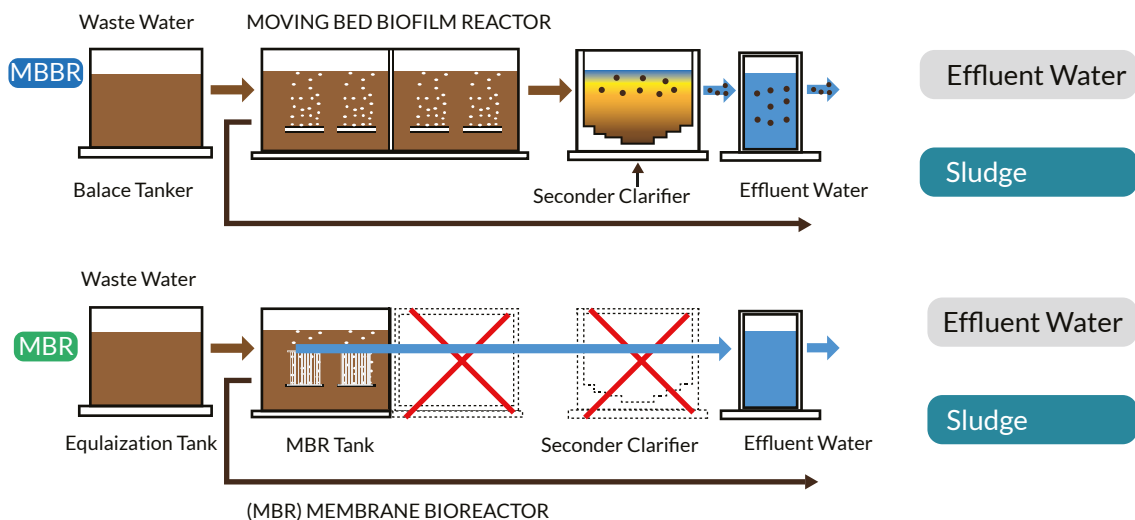 Waste Water
MOVING BED BIOFILM REACTOR
MBBR
Effluent Water
Sludge
Balace Tanker
Seconder Clarifier
Effluent Water
Waste Water
MBR
Effluent Water
Sludge
Equlaization Tank
MBR Tank
Seconder Clarifier
Effluent Water
(MBR) MEMBRANE BIOREACTOR